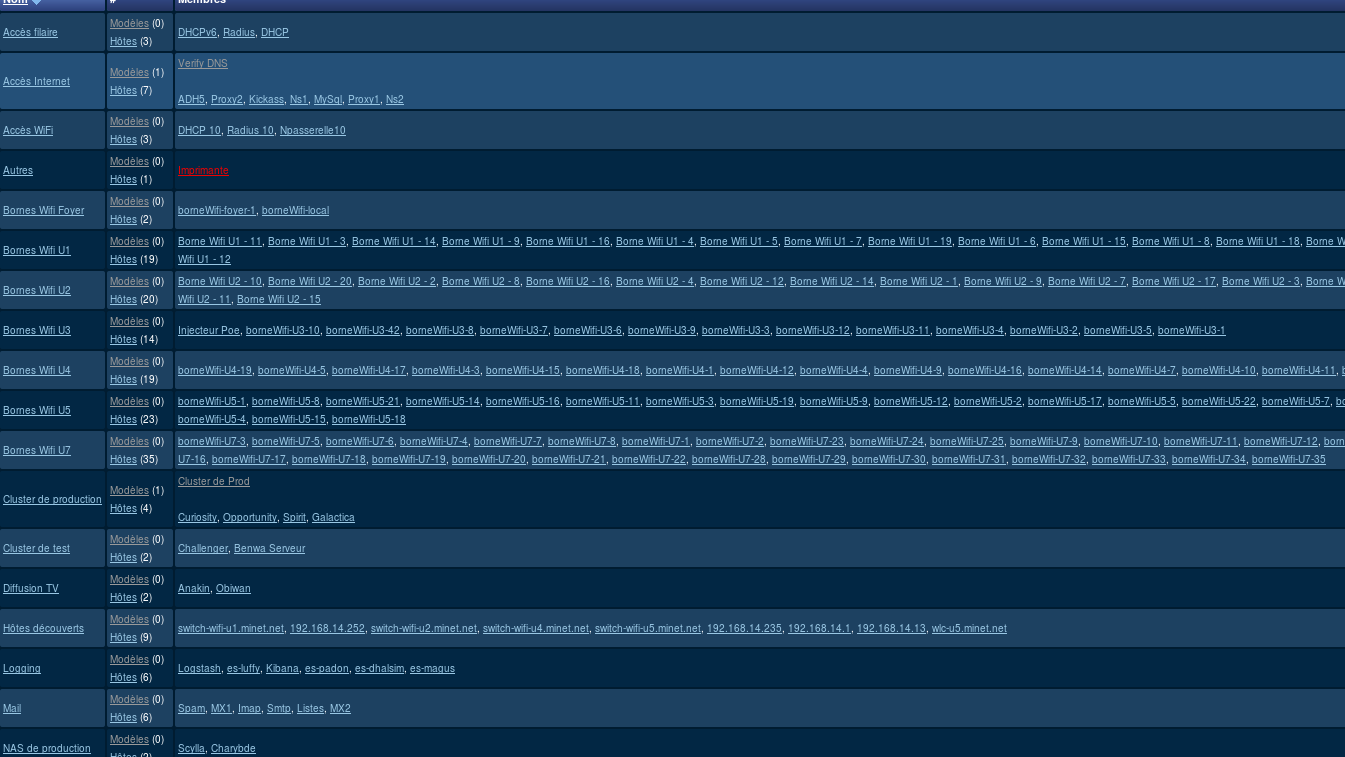 Nom # Membres
Accès filaire
Modèles (0)
Hôtes (3)
DHCPv6, Radius, DHCP
Accès Internet
Modèles (1)
Hôtes (7)
Verify DNS
ADH5, Proxy2, Kickass, Ns1, MySql, Proxy1, Ns2
Accès WiFi
Modèles (0)
Hôtes (3)
DHCP 10, Radius 10, Npasserelle10
Autres
Modèles (0)
Hôtes (1)
Imprimante
Bornes Wifi Foyer
Modèles (0)
Hôtes (2)
borneWifi-foyer-1, borneWifi-local
Bornes Wifi U1
Modèles (0)
Hôtes (19)
Borne Wifi U1 - 11, Borne Wifi U1 - 3, Borne Wifi U1 - 14, Borne Wifi U1 - 9, Borne Wifi U1 - 16, Borne Wifi U1 - 4, Borne Wifi U1 - 5, Borne Wifi U1 - 7, Borne Wifi U1 - 19, Borne Wifi U1 - 6, Borne Wifi U1 - 15, Borne Wifi U1 - 8, Borne Wifi U1 - 18, Borne W
Wifi U1 - 12
Bornes Wifi U2
Modèles (0)
Hôtes (20)
Borne Wifi U2 - 10, Borne Wifi U2 - 20, Borne Wifi U2 - 2, Borne Wifi U2 - 8, Borne Wifi U2 - 16, Borne Wifi U2 - 4, Borne Wifi U2 - 12, Borne Wifi U2 - 14, Borne Wifi U2 - 1, Borne Wifi U2 - 9, Borne Wifi U2 - 7, Borne Wifi U2 - 17, Borne Wifi U2 - 3, Borne W
Wifi U2 - 11, Borne Wifi U2 - 15
Bornes Wifi U3
Modèles (0)
Hôtes (14)
Injecteur Poe, borneWifi-U3-10, borneWifi-U3-42, borneWifi-U3-8, borneWifi-U3-7, borneWifi-U3-6, borneWifi-U3-9, borneWifi-U3-3, borneWifi-U3-12, borneWifi-U3-11, borneWifi-U3-4, borneWifi-U3-2, borneWifi-U3-5, borneWifi-U3-1
Bornes Wifi U4
Modèles (0)
Hôtes (19)
borneWifi-U4-19, borneWifi-U4-5, borneWifi-U4-17, borneWifi-U4-3, borneWifi-U4-15, borneWifi-U4-18, borneWifi-U4-1, borneWifi-U4-12, borneWifi-U4-4, borneWifi-U4-9, borneWifi-U4-16, borneWifi-U4-14, borneWifi-U4-7, borneWifi-U4-10, borneWifi-U4-11,
Bornes Wifi U5
Modèles (0)
Hôtes (23)
borneWifi-U5-1, borneWifi-U5-8, borneWifi-U5-21, borneWifi-U5-14, borneWifi-U5-16, borneWifi-U5-11, borneWifi-U5-3, borneWifi-U5-19, borneWifi-U5-9, borneWifi-U5-12, borneWifi-U5-2, borneWifi-U5-17, borneWifi-U5-5, borneWifi-U5-22, borneWifi-U5-7, bo
borneWifi-U5-4, borneWifi-U5-15, borneWifi-U5-18
Bornes Wifi U7
Modèles (0)
Hôtes (35)
borneWifi-U7-3, borneWifi-U7-5, borneWifi-U7-6, borneWifi-U7-4, borneWifi-U7-7, borneWifi-U7-8, borneWifi-U7-1, borneWifi-U7-2, borneWifi-U7-23, borneWifi-U7-24, borneWifi-U7-25, borneWifi-U7-9, borneWifi-U7-10, borneWifi-U7-11, borneWifi-U7-12, born
U7-16, borneWifi-U7-17, borneWifi-U7-18, borneWifi-U7-19, borneWifi-U7-20, borneWifi-U7-21, borneWifi-U7-22, borneWifi-U7-28, borneWifi-U7-29, borneWifi-U7-30, borneWifi-U7-31, borneWifi-U7-32, borneWifi-U7-33, borneWifi-U7-34, borneWifi-U7-35
Cluster de production
Modèles (1)
Hôtes (4)
Cluster de Prod
Curiosity, Opportunity, Spirit, Galactica
Cluster de test
Modèles (0)
Hôtes (2)
Challenger, Benwa Serveur
Diffusion TV
Modèles (0)
Hôtes (2)
Anakin, Obiwan
Hôtes découverts
Modèles (0)
Hôtes (9)
switch-wifi-u1.minet.net, 192.168.14.252, switch-wifi-u2.minet.net, switch-wifi-u4.minet.net, switch-wifi-u5.minet.net, 192.168.14.235, 192.168.14.1, 192.168.14.13, wlc-u5.minet.net
Logging
Modèles (0)
Hôtes (6)
Logstash, es-luffy, Kibana, es-padon, es-dhalsim, es-magus
Mail
Modèles (0)
Hôtes (6)
Spam, MX1, Imap, Smtp, Listes, MX2
NAS de production
Modèles (0)
Hôtes (2)
Scylla, Charybde